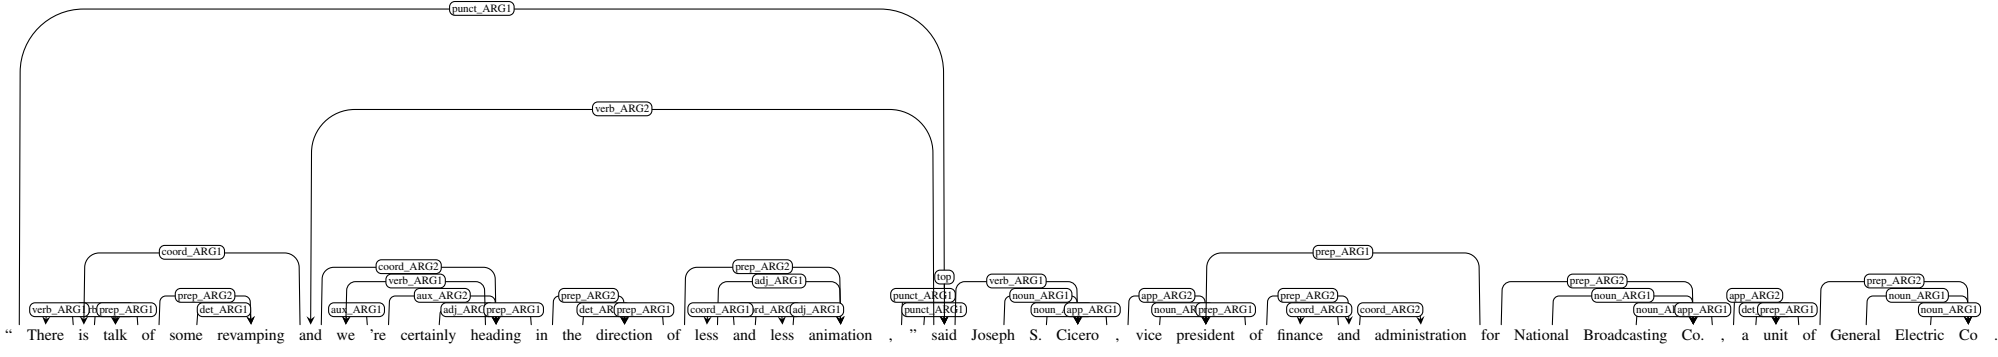 punct_ARG1
verb_ARG2
coord_ARG1 prep_ARG1
coord_ARG2 prep_ARG2 top
verb_ARG1 adj_ARG1 verb_ARG1 prep_ARG2 prep_ARG2
prep_ARG2 aux_ARG2 prep_ARG2 punct_ARG1 noun_ARG1 app_ARG2 prep_ARG2 noun_ARG1 app_ARG2 noun_ARG1
verb_ARG1 prep_ARG1 det_ARG1 aux_ARG1 prep_ARG1 prep_ARG1 coord_ARG1 adj_ARG1 punct_ARG1 app_ARG1 prep_ARG1 coord_ARG1 coord_ARG2 app_ARG1 det prep_ARG1 noun_ARG1
“ There is talk of some revamping and we 're certainly heading in the direction of less and less animation , ” said Joseph S. Cicero , vice president of finance and administration for National Broadcasting Co. , a unit of General Electric Co .